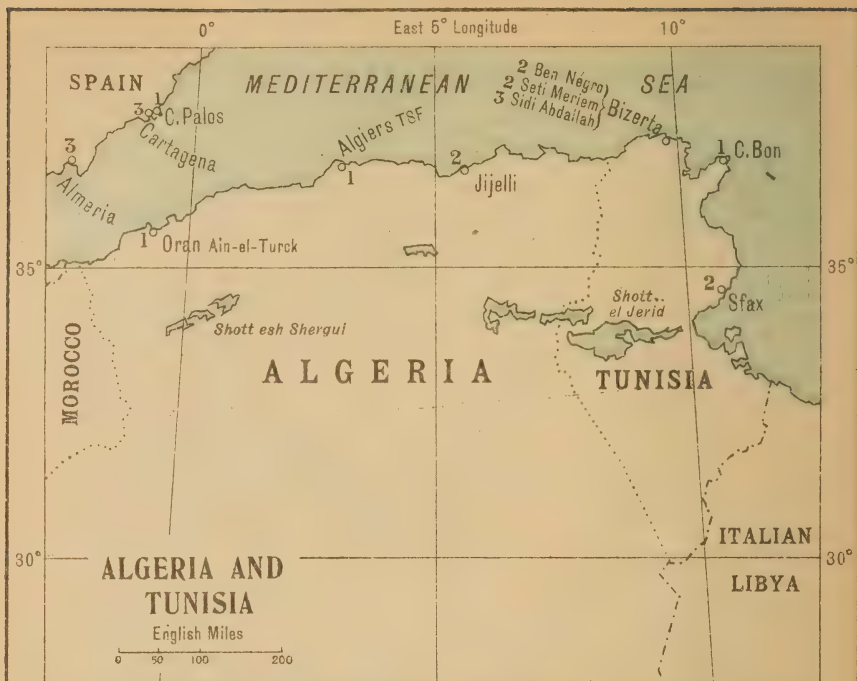 0° East 5° Longitude 10°
SPAIN
MEDITERRANEAN SEA
2 Ben Négro
2 Seti Meriem
3 Sidi Abdallah
Bizerta
3 1 C. Palos
Cartagena
3
Almeria
Algiers TSF
1
2
Jijelli
1 C. Bon
1 Oran Ain-el-Turck
35° 35°
2
Sfax
Shott esh Shergui
Shott..
el Jerid
MOROCCO
ALGERIA
TUNISIA
30° 30°
ITALIAN
LIBYA
ALGERIA AND
TUNISIA
English Miles
0 50 100 200